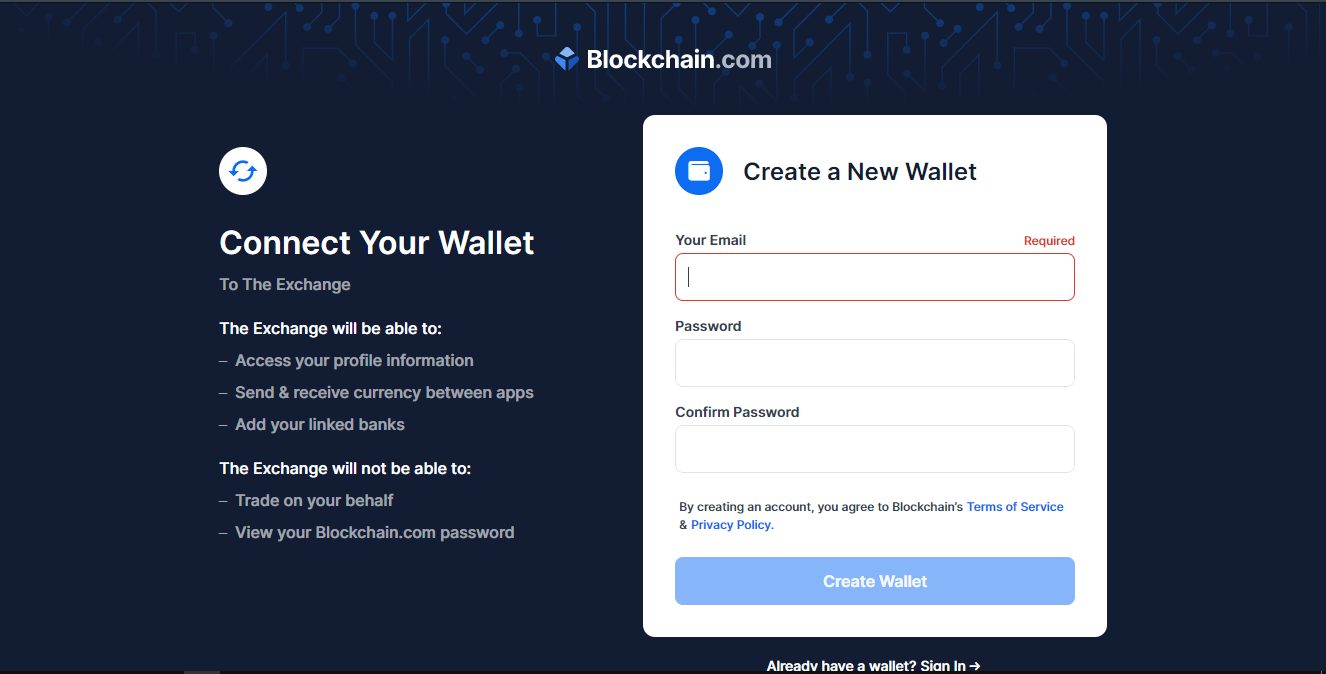 Blockchain.com
Connect Your Wallet
To The Exchange
The Exchange will be able to:
– Access your profile information
– Send & receive currency between apps
– Add your linked banks
The Exchange will not be able to:
– Trade on your behalf
– View your Blockchain.com password
Create a New Wallet
Your Email Required
Password
Confirm Password
By creating an account, you agree to Blockchain's Terms of Service
& Privacy Policy.
Create Wallet
Already have a wallet? Sign In →